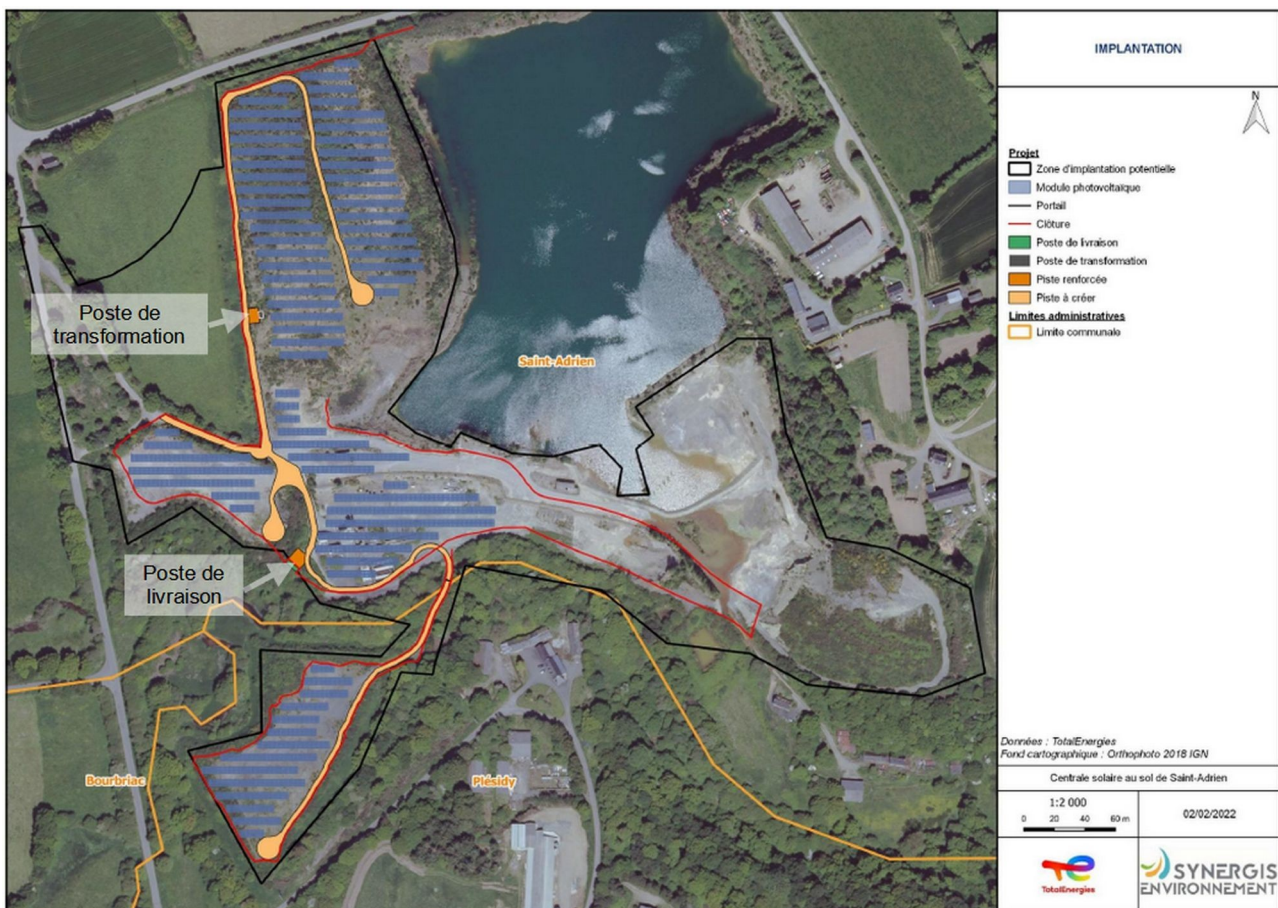 IMPLANTATION
N
Projet
Zone d'implantation potentielle
Module photovoltaïque
Portail
Clôture
Poste de livraison
Poste de transformation
Piste renforcée
Piste à créer
Limites administratives
Limite communale
Poste de
transformation
Saint-Adrien
Poste de
livraison
Bourbriac
Plésidy
Données : TotalEnergies
Fond cartographique : Orthophoto 2018 IGN
Centrale solaire au sol de Saint-Adrien
1:2 000
0 20 40 60 m
02/02/2022
TotalEnergies
SYNERGIS
ENVIRONNEMENT